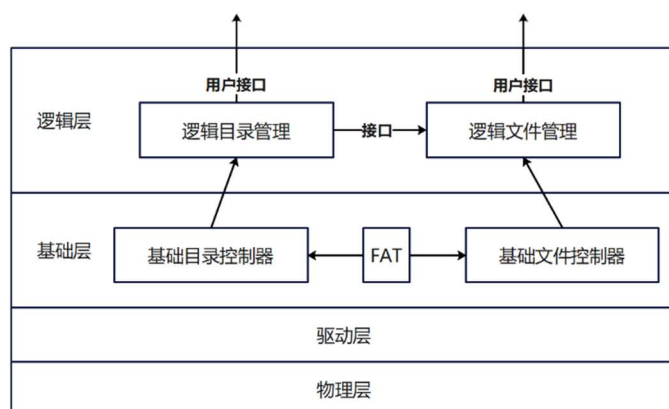 用户接口
用户接口
逻辑层
逻辑目录管理
接口
逻辑文件管理
基础层
基础目录控制器
FAT
基础文件控制器
驱动层
物理层